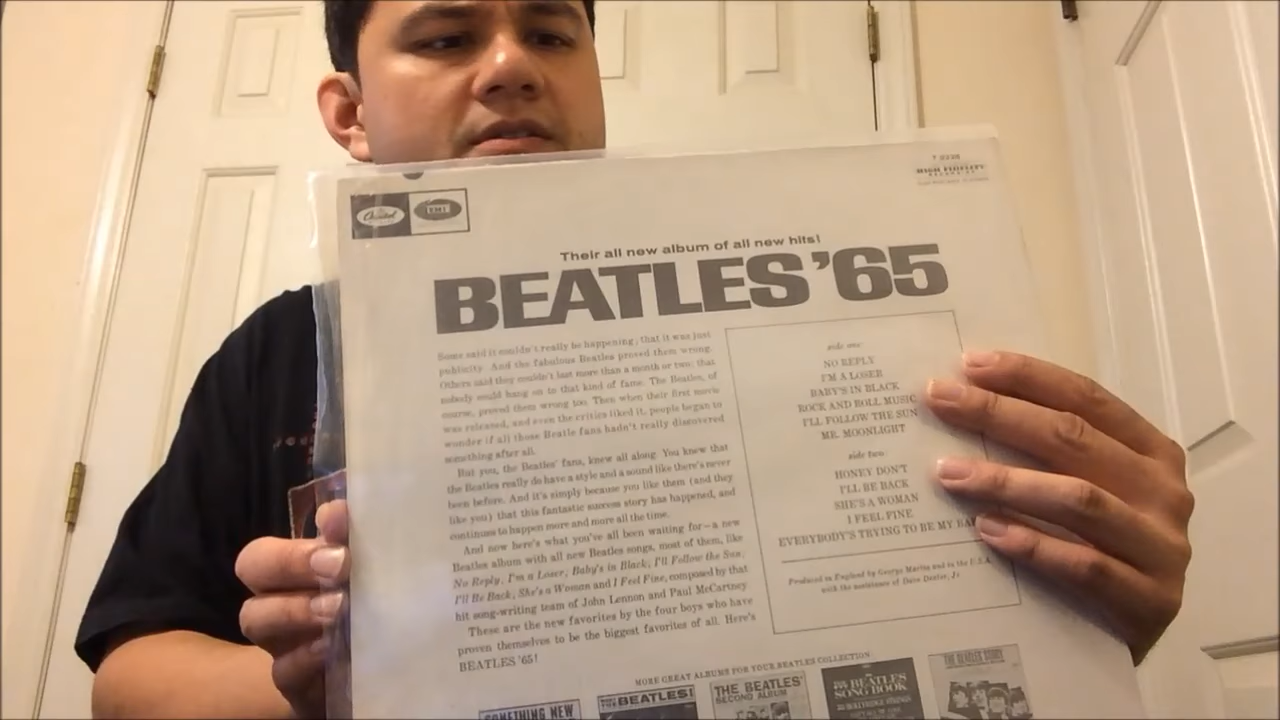 Capitol
EMI
T 2228
HIGH FIDELITY
Their all new album of all new hits!
BEATLES '65
Some said it couldn't really be happening; that it was just
publicity. And the fabulous Beatles proved them wrong.
Others said they couldn't last more than a month or two; that
nobody could hang on to that kind of fame. The Beatles, of
course, proved them wrong too. Then when their first movie
was released, and even the critics liked it, people began to
wonder if all those Beatle fans hadn't really discovered
something after all.
But you, the Beatles' fans, knew all along. You knew that
the Beatles really do have a style and a sound like there's never
been before. And it's simply because you like them (and they
like you) that this fantastic success story has happened, and
continues to happen more and more all the time.
And now here's what you've all been waiting for—a new
Beatles album with all new Beatles songs, most of them, like
No Reply, I'm a Loser, Baby's in Black, I'll Follow the Sun,
I'll Be Back, She's a Woman and I Feel Fine, composed by that
hit song-writing team of John Lennon and Paul McCartney
These are the new favorites by the four boys who have
proven themselves to be the biggest favorites of all. Here's
BEATLES '65!
side one
NO REPLY
I'M A LOSER
BABY'S IN BLACK
ROCK AND ROLL MUSIC
I'LL FOLLOW THE SUN
MR. MOONLIGHT
side two
HONEY DON'T
I'LL BE BACK
SHE'S A WOMAN
I FEEL FINE
EVERYBODY'S TRYING TO BE MY BA
Produced in England by George Martin and in the U.S.A.
with the assistance of Dave Dexter, Jr.
MORE GREAT ALBUMS FOR YOUR BEATLES COLLECTION
SOMETHING NEW
MEET THE BEATLES!
THE BEATLES'
SECOND ALBUM
THE BEATLES
SONG BOOK
THE BEATLES' STORY